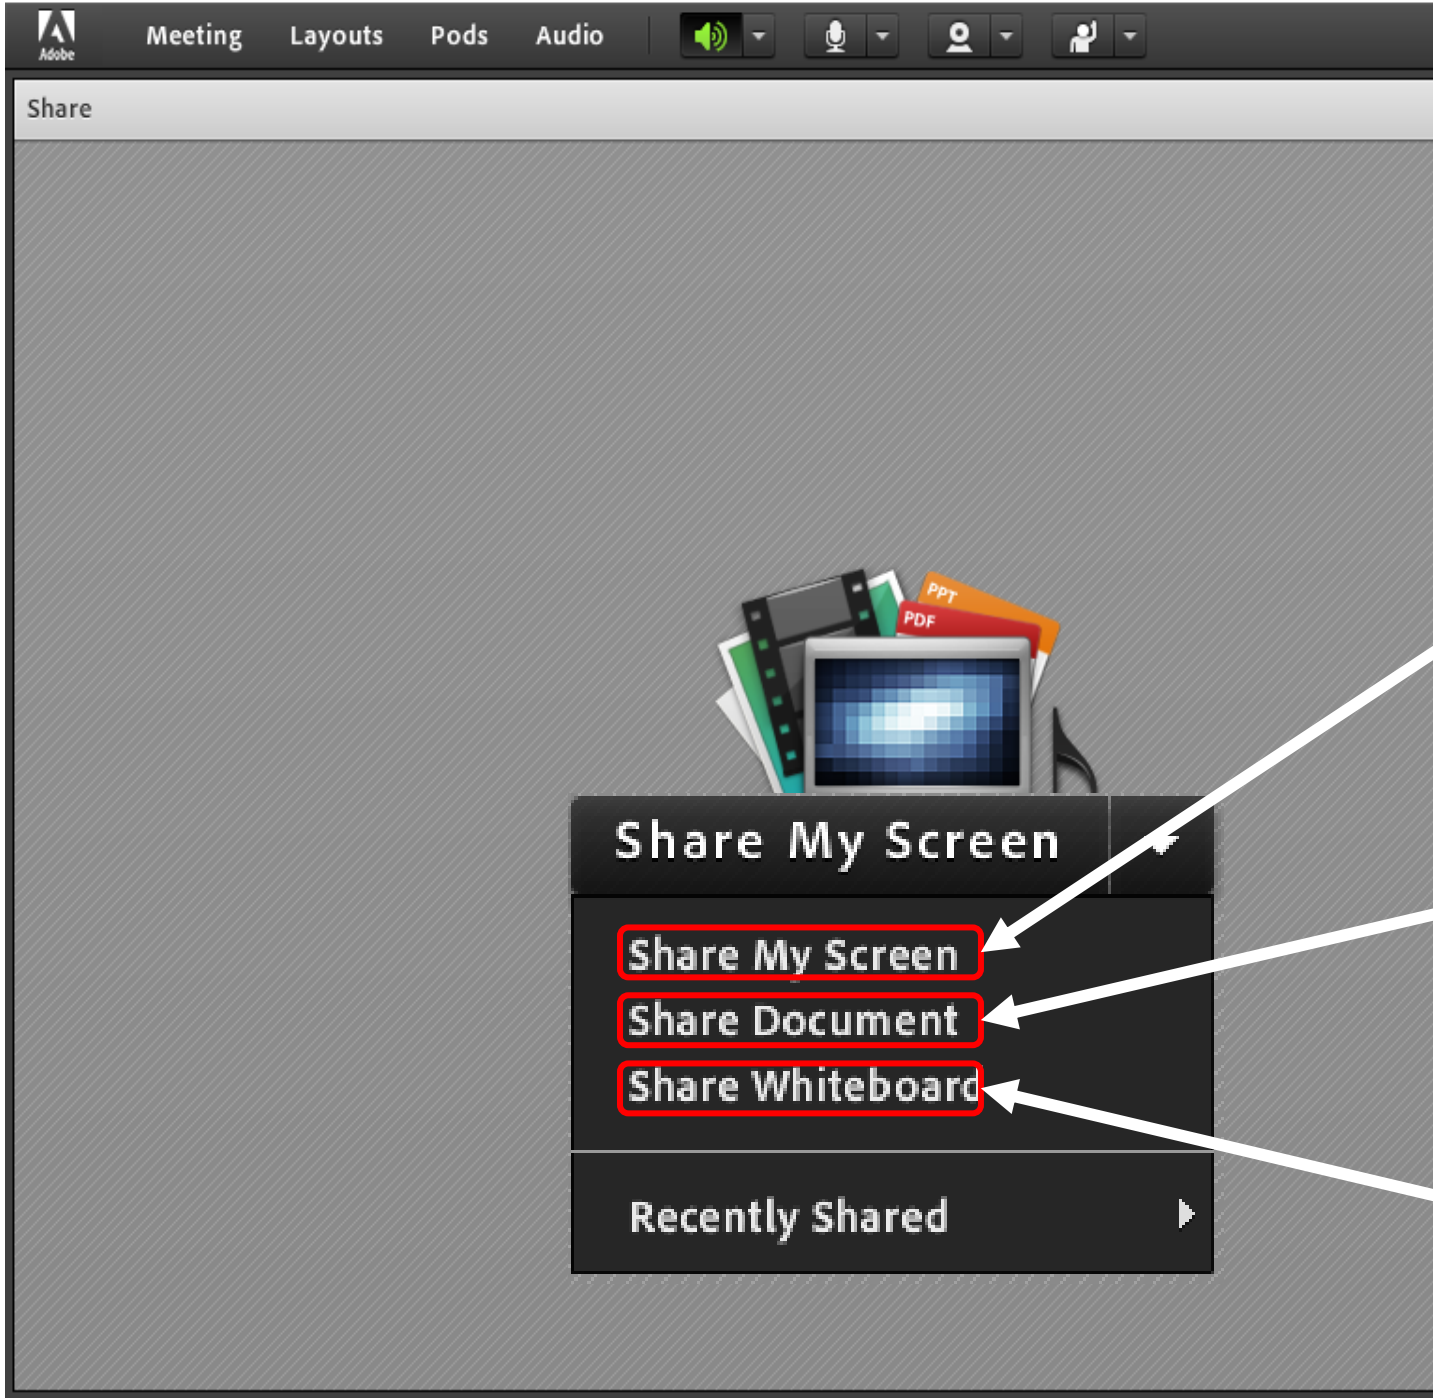 Adobe
Meeting Layouts Pods Audio
Share
PPT
PDF
Share My Screen
Share My Screen
Share Document
Share Whiteboard
Recently Shared